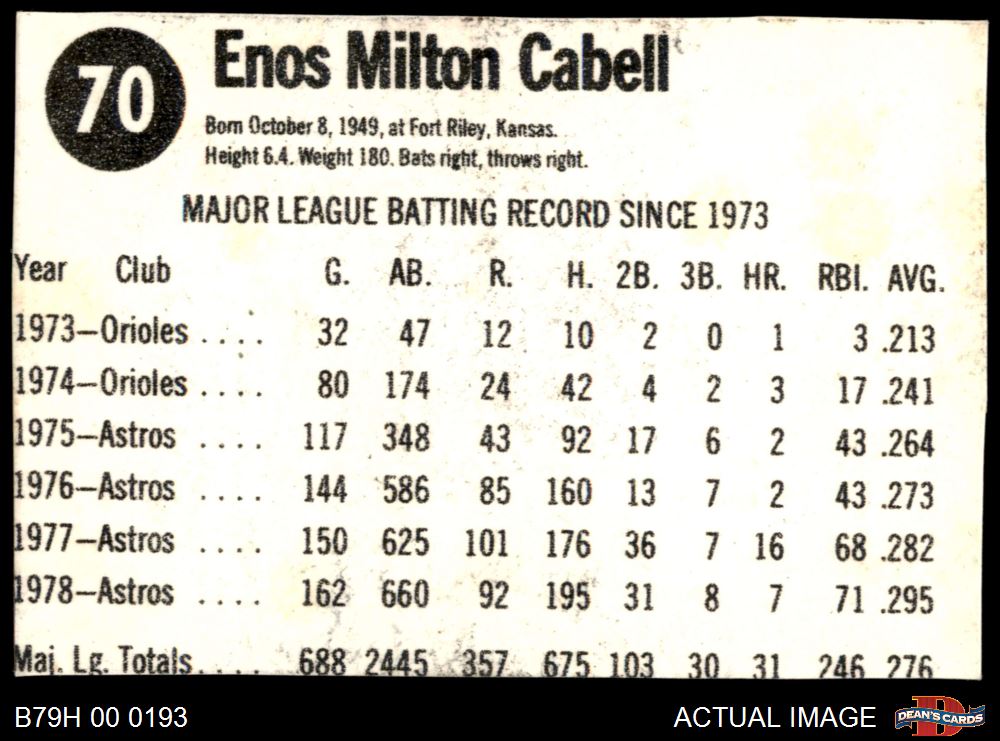 70
Enos Milton Cabell
Born October 8, 1949, at Fort Riley, Kansas.
Height 6.4. Weight 180. Bats right, throws right.
MAJOR LEAGUE BATTING RECORD SINCE 1973
Year Club G. AB. R. H. 2B. 3B. HR. RBI. AVG.
1973—Orioles .... 32 47 12 10 2 0 1 3 .213
1974—Orioles .... 80 174 24 42 4 2 3 17 .241
1975—Astros .... 117 348 43 92 17 6 2 43 .264
1976—Astros .... 144 586 85 160 13 7 2 43 .273
1977—Astros .... 150 625 101 176 36 7 16 68 .282
1978—Astros .... 162 660 92 195 31 8 7 71 .295
Maj. Lg. Totals.... 688 2445 357 675 103 30 31 246 .276
B79H 00 0193
ACTUAL IMAGE
D
DEAN'S CARDS